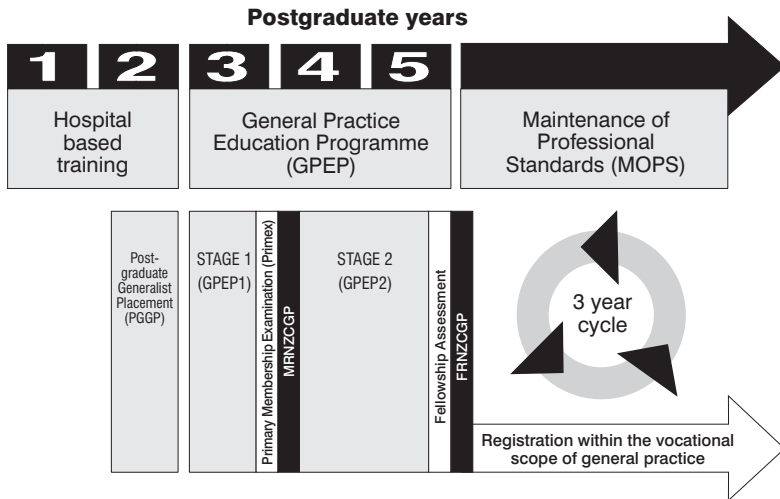 Postgraduate years
1 2 3 4 5
Hospital
based
training
General Practice
Education Programme
(GPEP)
Maintenance of
Professional
Standards (MOPS)
Post-
graduate
Generalist
Placement
(PGGP)
STAGE 1
(GPEP1)
Primary Membership Examination (Primex)
MRNZCGP
STAGE 2
(GPEP2)
Fellowship Assessment
FRNZCGP
3 year
cycle
Registration within the vocational
scope of general practice